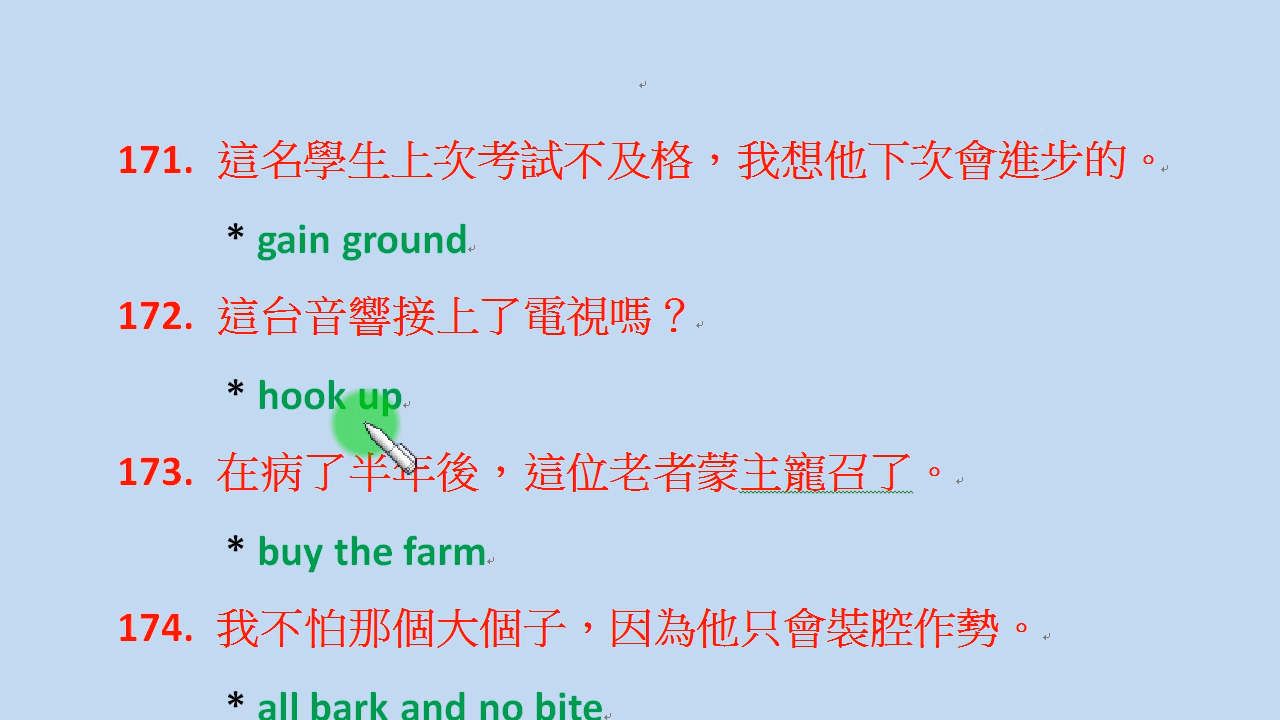 171. 這名學生上次考試不及格，我想他下次會進步的。
* gain ground
172. 這台音響接上了電視嗎？
* hook up
173. 在病了半年後，這位老者蒙主寵召了。
* buy the farm
174. 我不怕那個大個子，因為他只會裝腔作勢。
* all bark and no bite